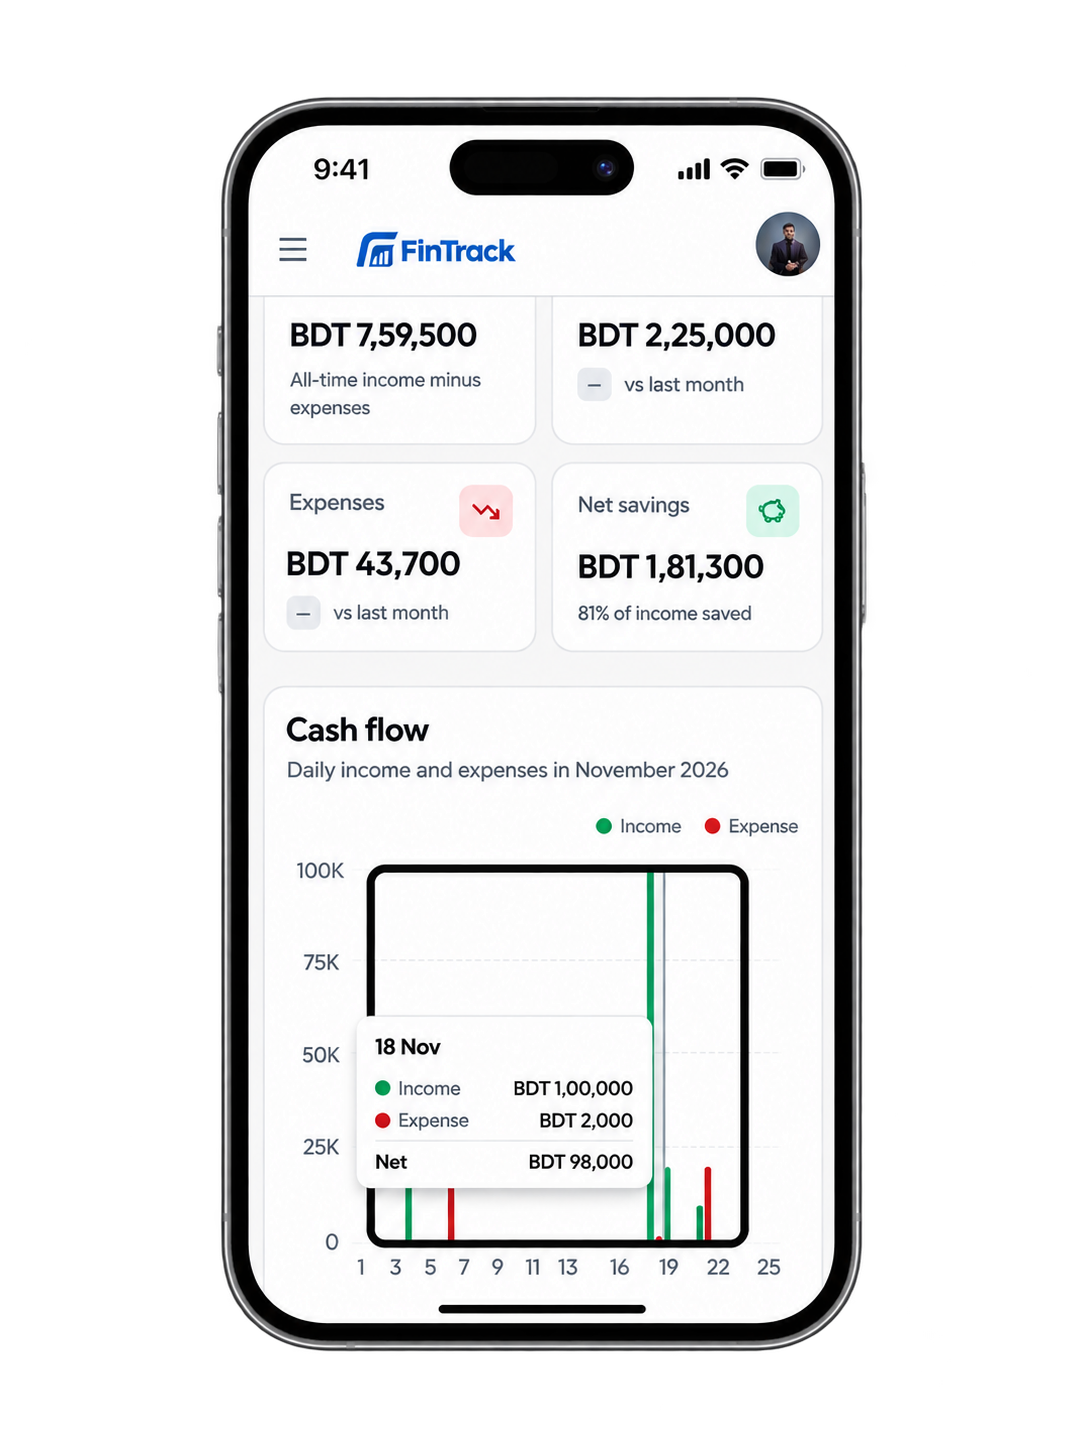 9:41
FinTrack
BDT 7,59,500
All-time income minus
expenses
BDT 2,25,000
– vs last month
Expenses
BDT 43,700
– vs last month
Net savings
BDT 1,81,300
81% of income saved
Cash flow
Daily income and expenses in November 2026
Income Expense
100K
75K
50K
25K
0
18 Nov
Income BDT 1,00,000
Expense BDT 2,000
Net BDT 98,000
1 3 5 7 9 11 13 16 19 22 25